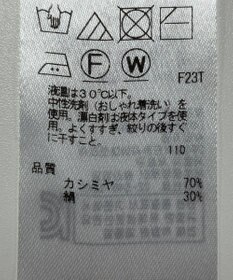 F W
F23T
液温は30℃以下。
中性洗剤(おしゃれ着洗い)を
使用。漂白剤は液体タイプを使
用。よくすすぎ、絞りの後すぐ
に干すこと。
110
品質
カシミヤ 70%
絹 30%